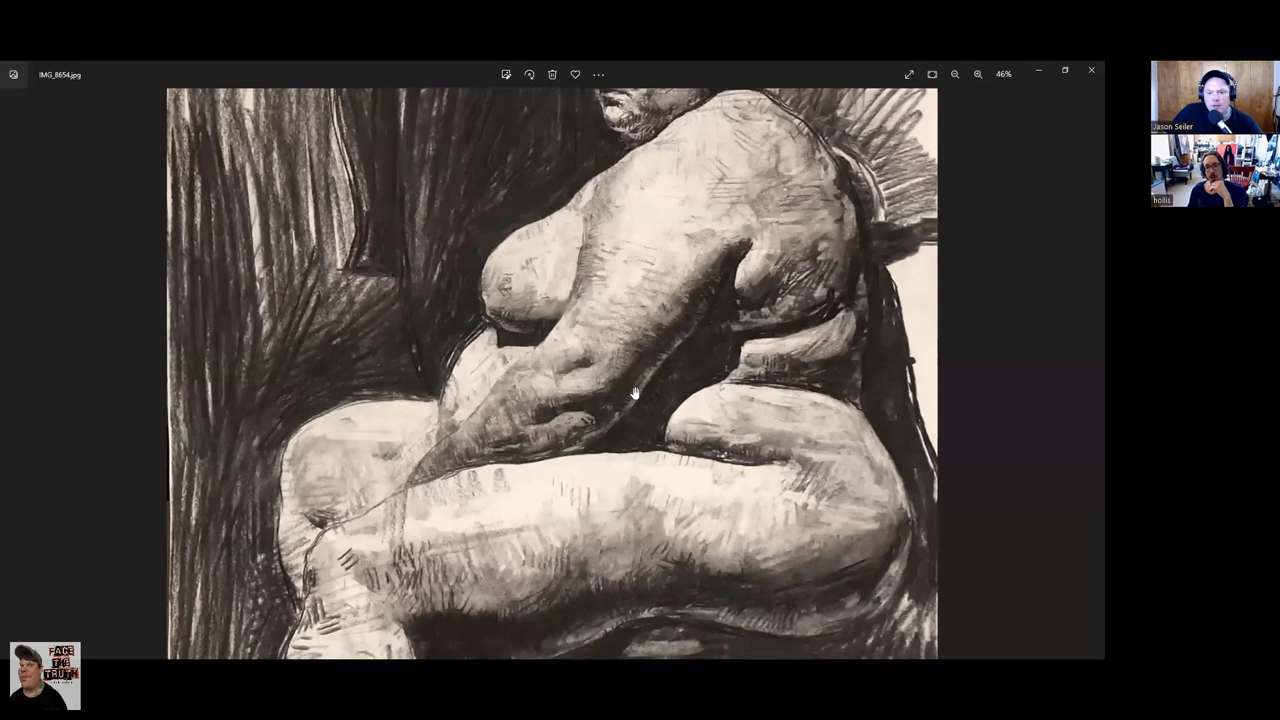 IMG_8654.jpg
46%
Jason Seiler
hollis
FACE
THE
TRUTH